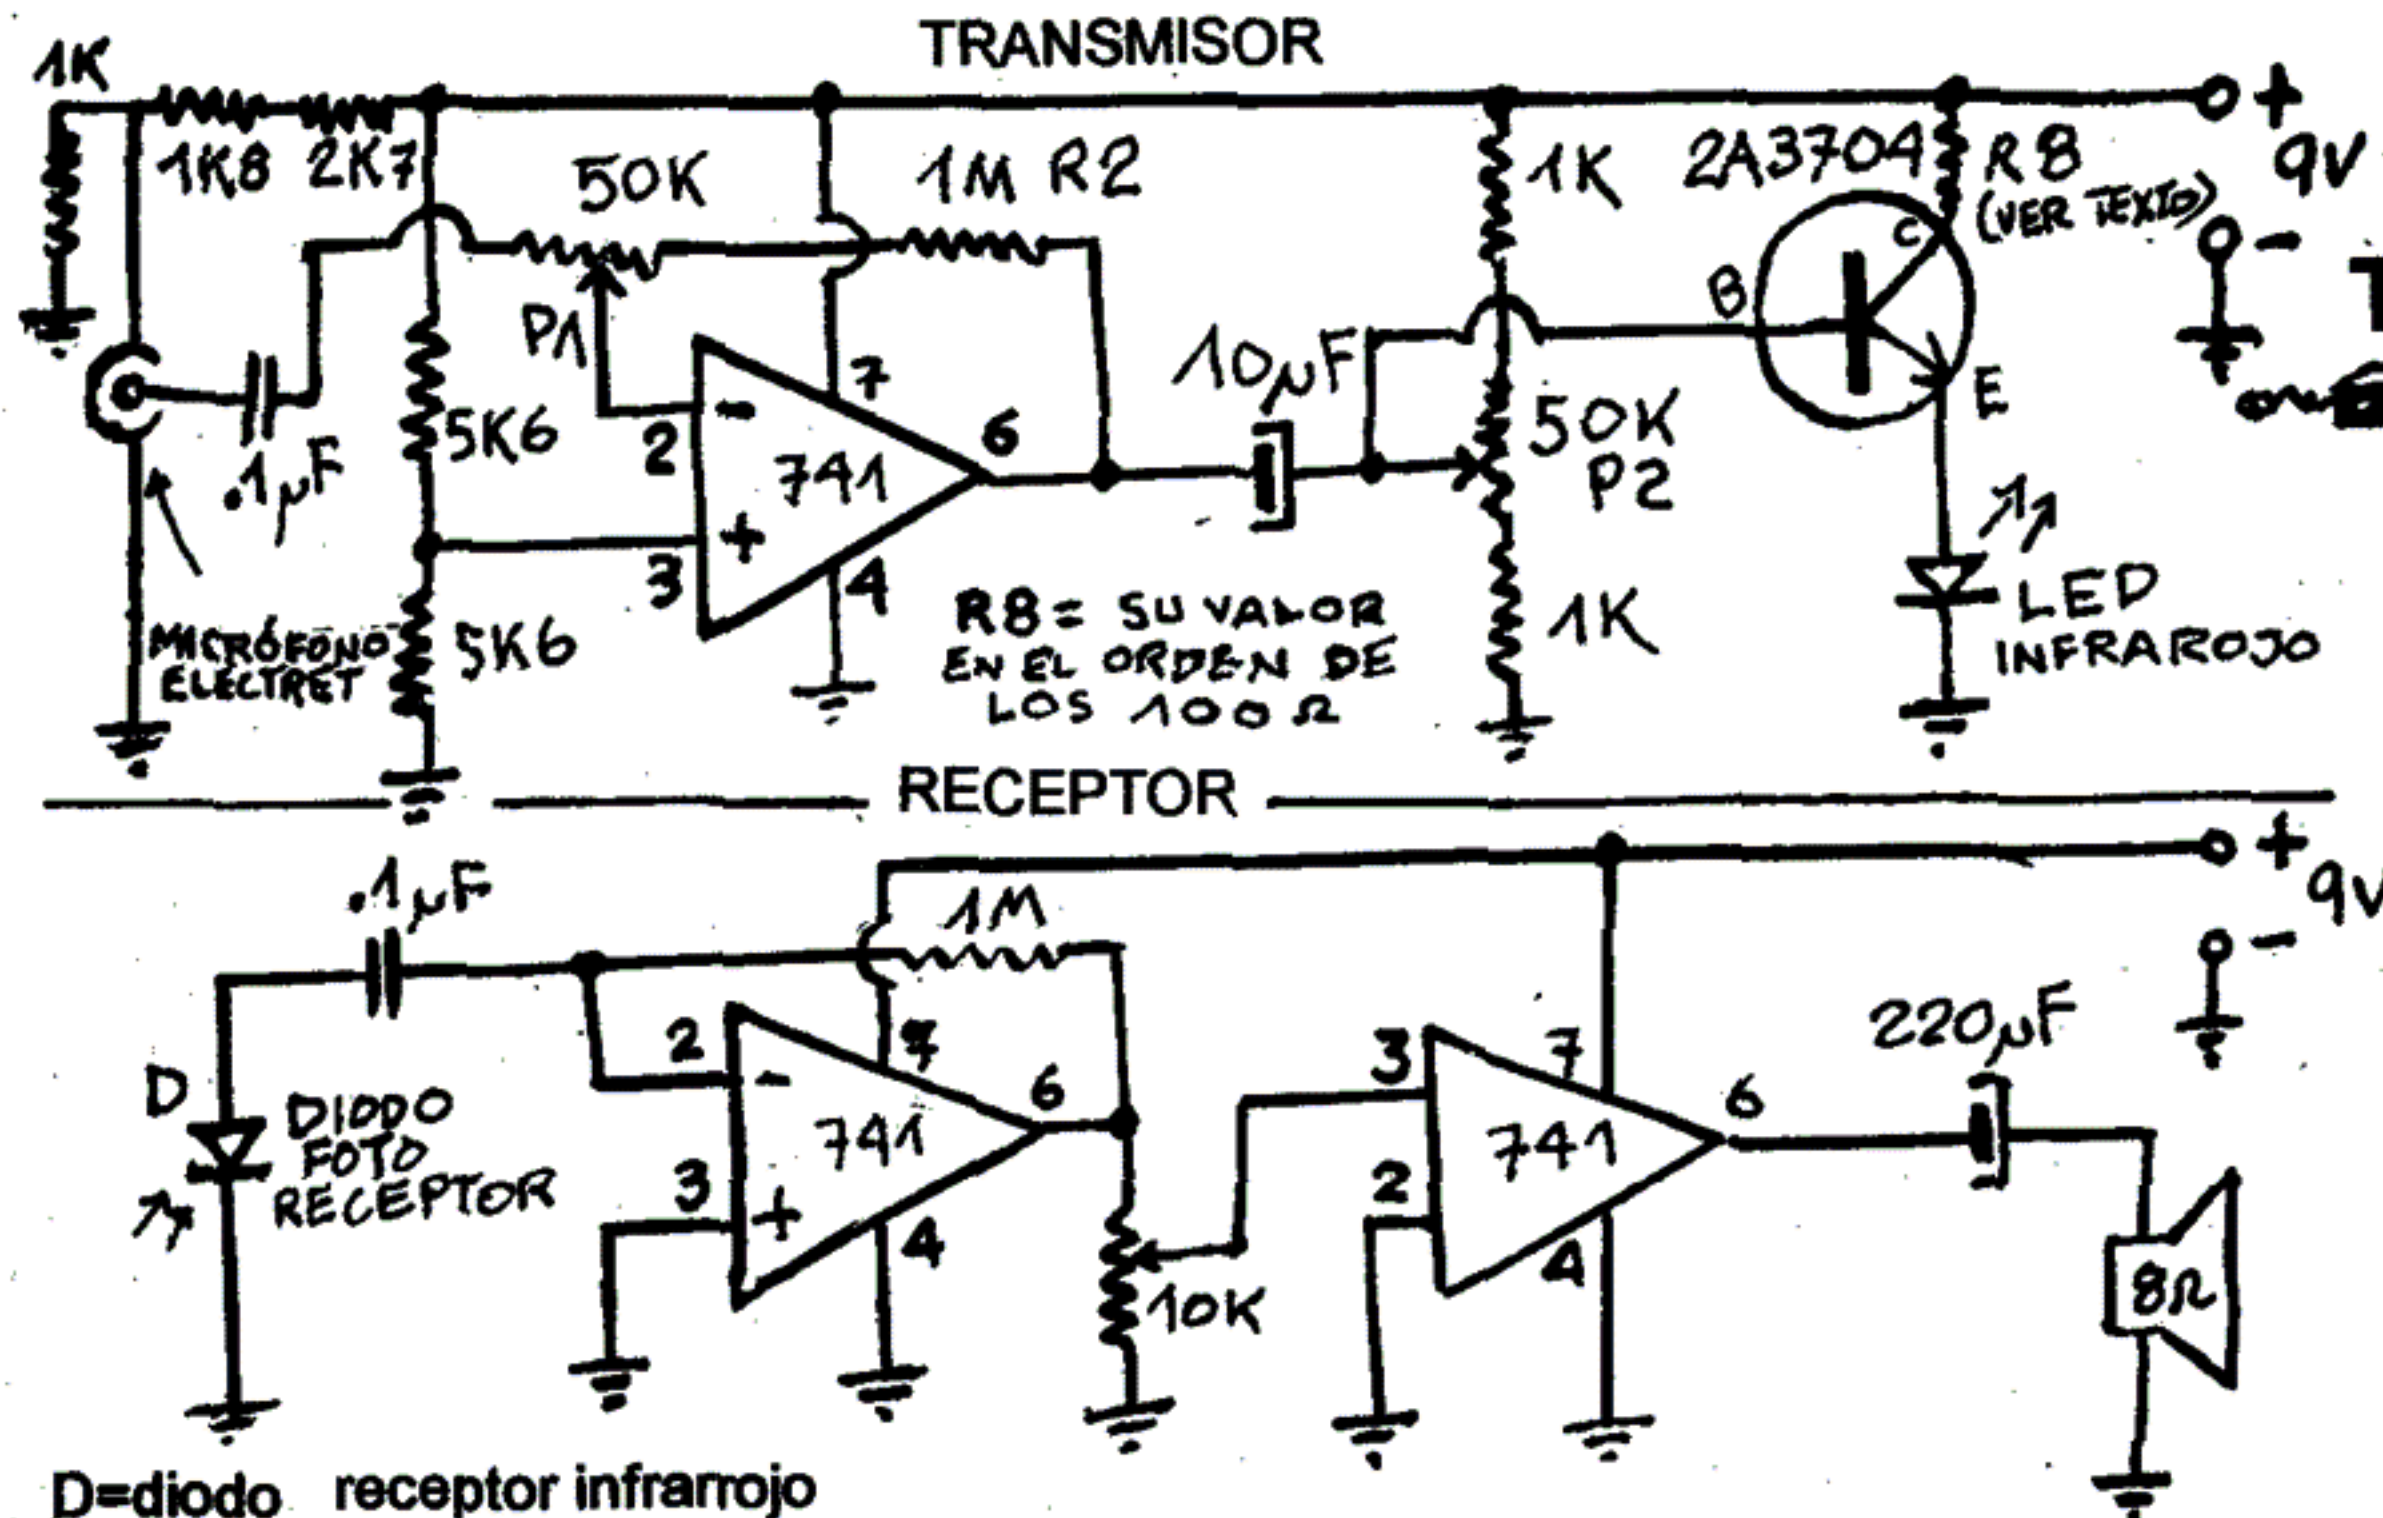 TRANSMISOR
1K
1K8
2K7
50K
1M R2
1K
2A3704
R8
(VER TEXTO)
+
9V
-
P1
B
C
E
10µF
7
5K6
2
-
741
6
50K
P2
.1µF
+
3
4
MICRÓFONO
ELECTRET
5K6
R8 = SU VALOR
EN EL ORDEN DE
LOS 100Ω
1K
LED
INFRAROJO
RECEPTOR
+
9V
-
.1µF
1M
220µF
D
DIODO
FOTO
RECEPTOR
2
7
-
741
6
3
+
4
10K
3
7
741
6
2
4
8Ω
D=diodo receptor infrarrojo